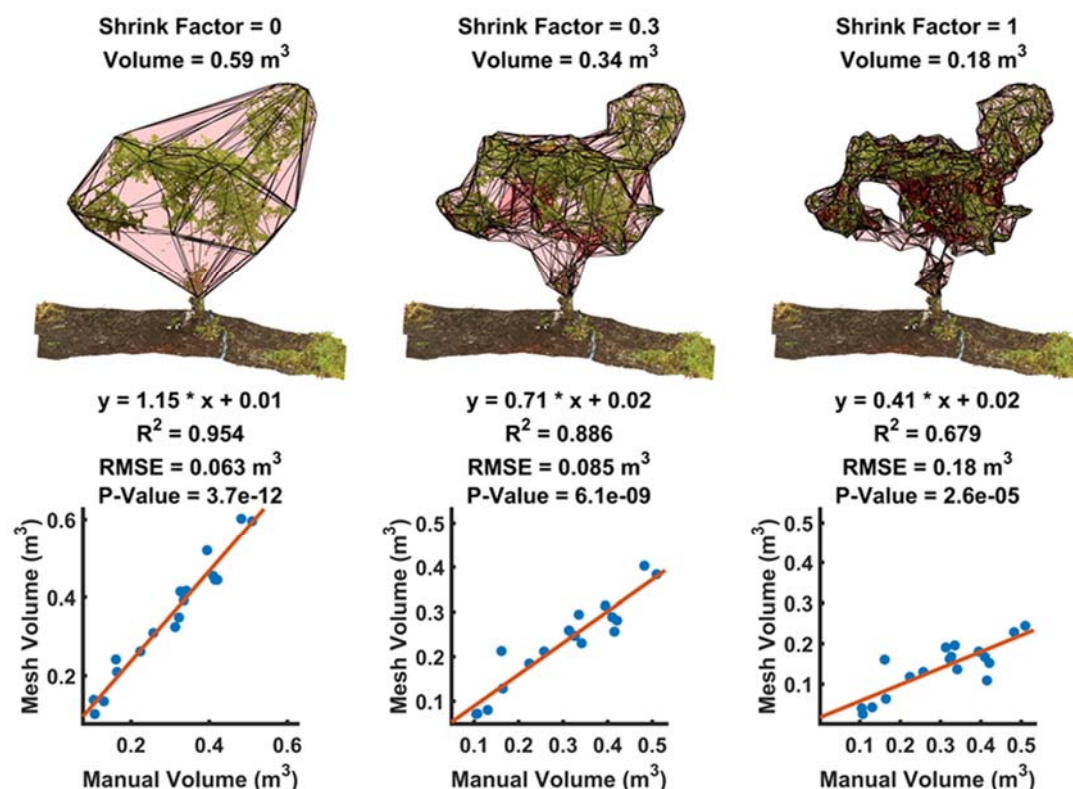 Shrink Factor = 0
Volume = 0.59 m³
Shrink Factor = 0.3
Volume = 0.34 m³
Shrink Factor = 1
Volume = 0.18 m³
y = 1.15 * x + 0.01
R² = 0.954
RMSE = 0.063 m³
P-Value = 3.7e-12
0.6
0.4
0.2
Mesh Volume (m³)
0.2 0.4 0.6
Manual Volume (m³)
y = 0.71 * x + 0.02
R² = 0.886
RMSE = 0.085 m³
P-Value = 6.1e-09
0.5
0.4
0.3
0.2
0.1
Mesh Volume (m³)
0.1 0.2 0.3 0.4 0.5
Manual Volume (m³)
y = 0.41 * x + 0.02
R² = 0.679
RMSE = 0.18 m³
P-Value = 2.6e-05
0.5
0.4
0.3
0.2
0.1
Mesh Volume (m³)
0.1 0.2 0.3 0.4 0.5
Manual Volume (m³)